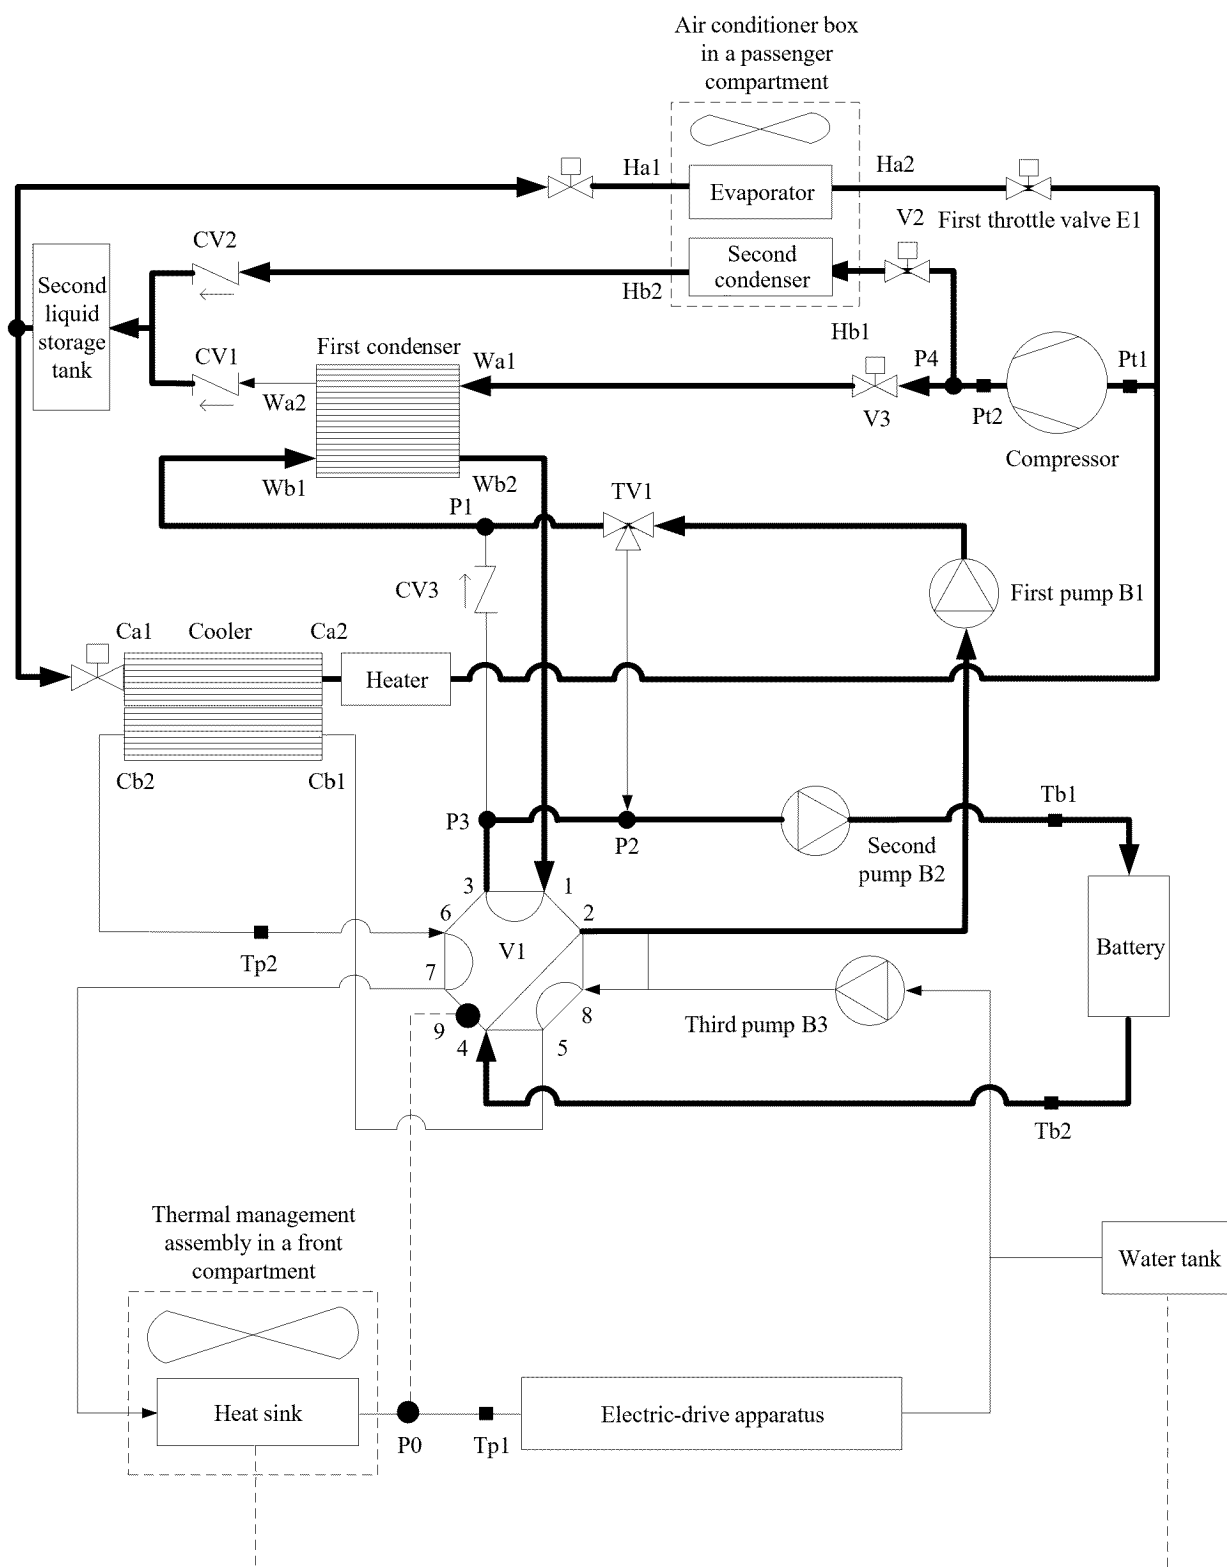 Air conditioner box
in a passenger
compartment
Ha1
Evaporator
Ha2
V2
First throttle valve E1
CV2
Second
condenser
Hb2
Hb1
Second
liquid
storage
tank
CV1
First condenser
Wa1
Wa2
P4
Pt1
Pt2
V3
Compressor
Wb1
Wb2
P1
TV1
CV3
First pump B1
Ca1
Cooler
Ca2
Heater
Cb2
Cb1
Tb1
P3
P2
Second
pump B2
3
1
6
2
V1
Battery
Tp2
7
9
4
5
8
Third pump B3
Tb2
Thermal management
assembly in a front
compartment
Water tank
Heat sink
Electric-drive apparatus
P0
Tp1